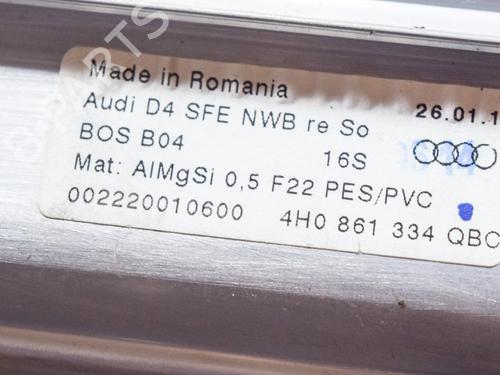 Made in Romania
26.01.1
Audi D4 SFE NWB re So
BOS B04 16S
Mat: AlMgSi 0,5 F22 PES/PVC
002220010600 4H0 861 334 QBC